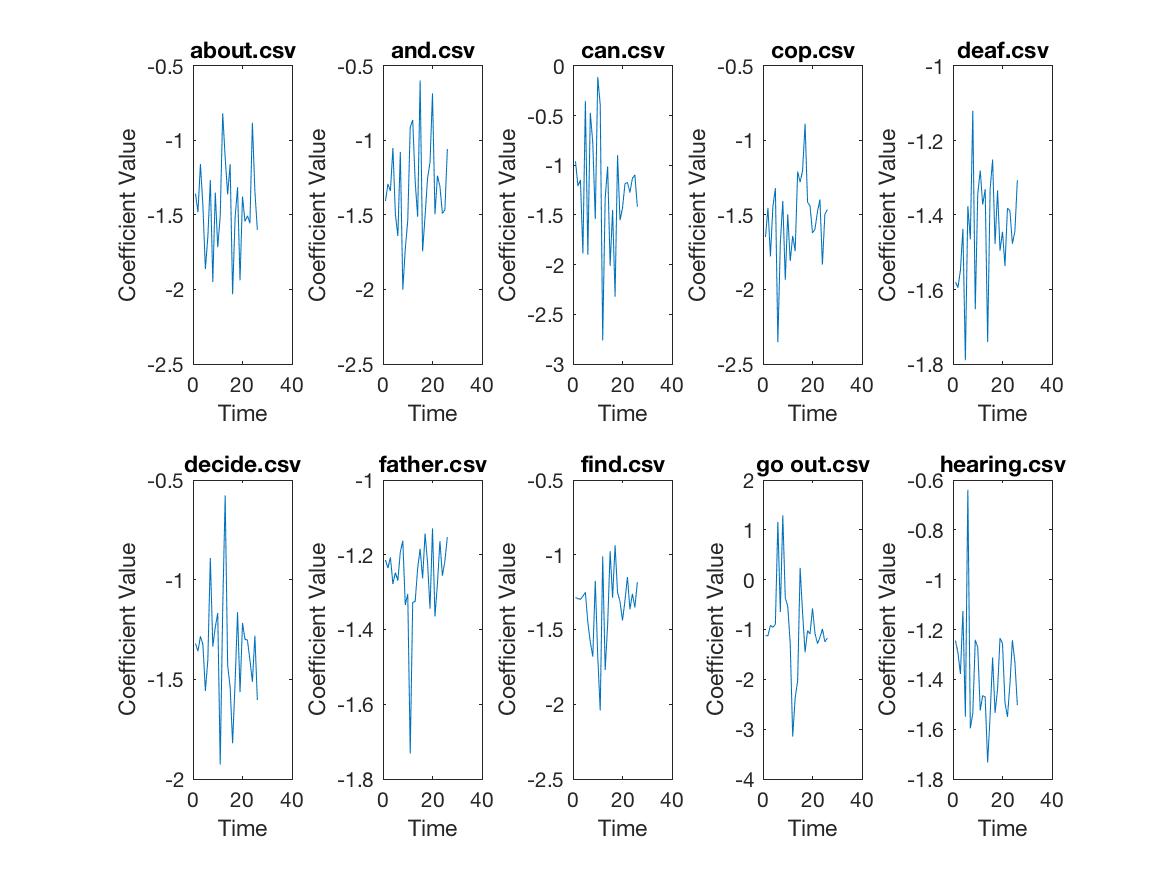 about.csv and.csv can.csv cop.csv deaf.csv
-0.5 -0.5 0 -0.5 -1
-0.5
-1 -1 -1 -1 -1.2
-1.5 -1.5 -1.5 -1.5 -1.4
-2 -2 -2 -2 -1.6
-2.5
-2.5 -2.5 -3 -2.5 -1.8
Coefficient Value Coefficient Value Coefficient Value Coefficient Value Coefficient Value
0 20 40 0 20 40 0 20 40 0 20 40 0 20 40
Time Time Time Time Time
decide.csv father.csv find.csv go out.csv hearing.csv
-0.5 -1 -0.5 2 -0.6
1 -0.8
-1 -1.2 -1 0 -1
-1.4 -1.5 -1 -1.2
-1.5 -1.6 -2 -2 -1.4
-3 -1.6
-2 -1.8 -2.5 -4 -1.8
Coefficient Value Coefficient Value Coefficient Value Coefficient Value Coefficient Value
0 20 40 0 20 40 0 20 40 0 20 40 0 20 40
Time Time Time Time Time